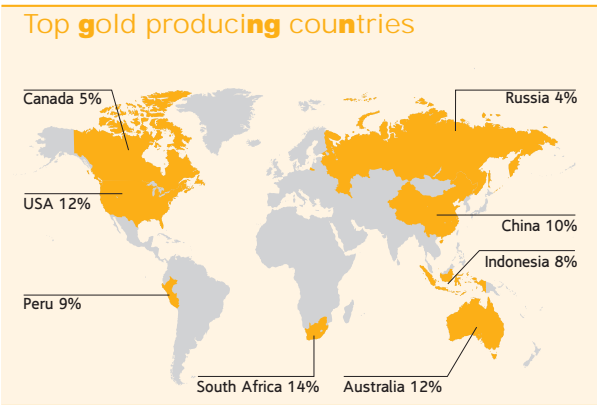 Top gold producing countries
Canada 5%
Russia 4%
USA 12%
China 10%
Indonesia 8%
Peru 9%
South Africa 14%
Australia 12%